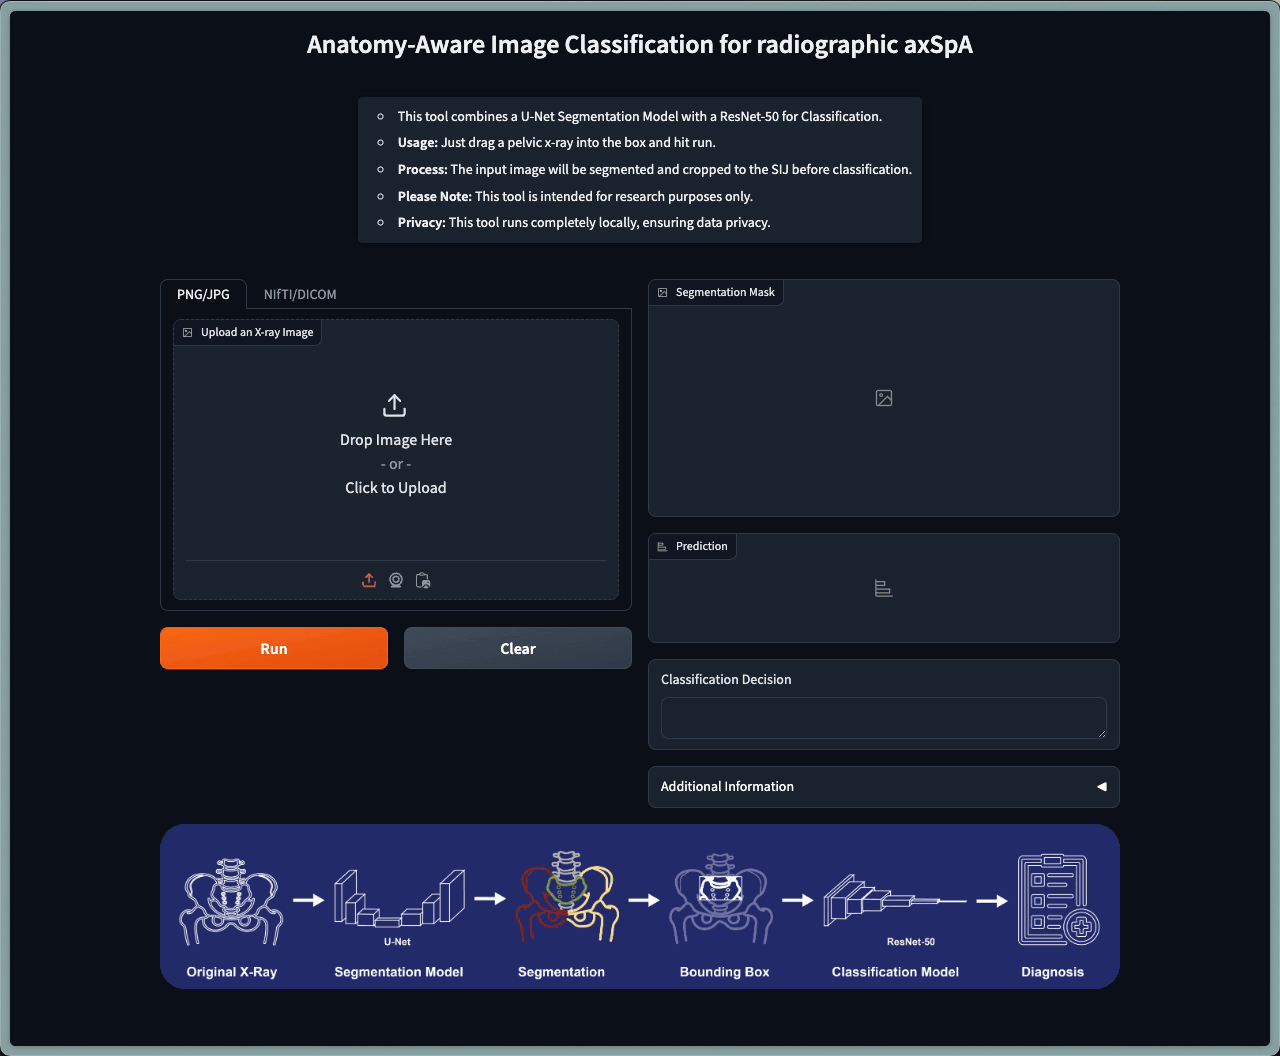 Anatomy-Aware Image Classification for radiographic axSpA
This tool combines a U-Net Segmentation Model with a ResNet-50 for Classification.
Usage: Just drag a pelvic x-ray into the box and hit run.
Process: The input image will be segmented and cropped to the SIJ before classification.
Please Note: This tool is intended for research purposes only.
Privacy: This tool runs completely locally, ensuring data privacy.
PNG/JPG
NIfTI/DICOM
Upload an X-ray Image
Drop Image Here
- or -
Click to Upload
Run
Clear
Segmentation Mask
Prediction
Classification Decision
Additional Information
U-Net
ResNet-50
Original X-Ray
Segmentation Model
Segmentation
Bounding Box
Classification Model
Diagnosis